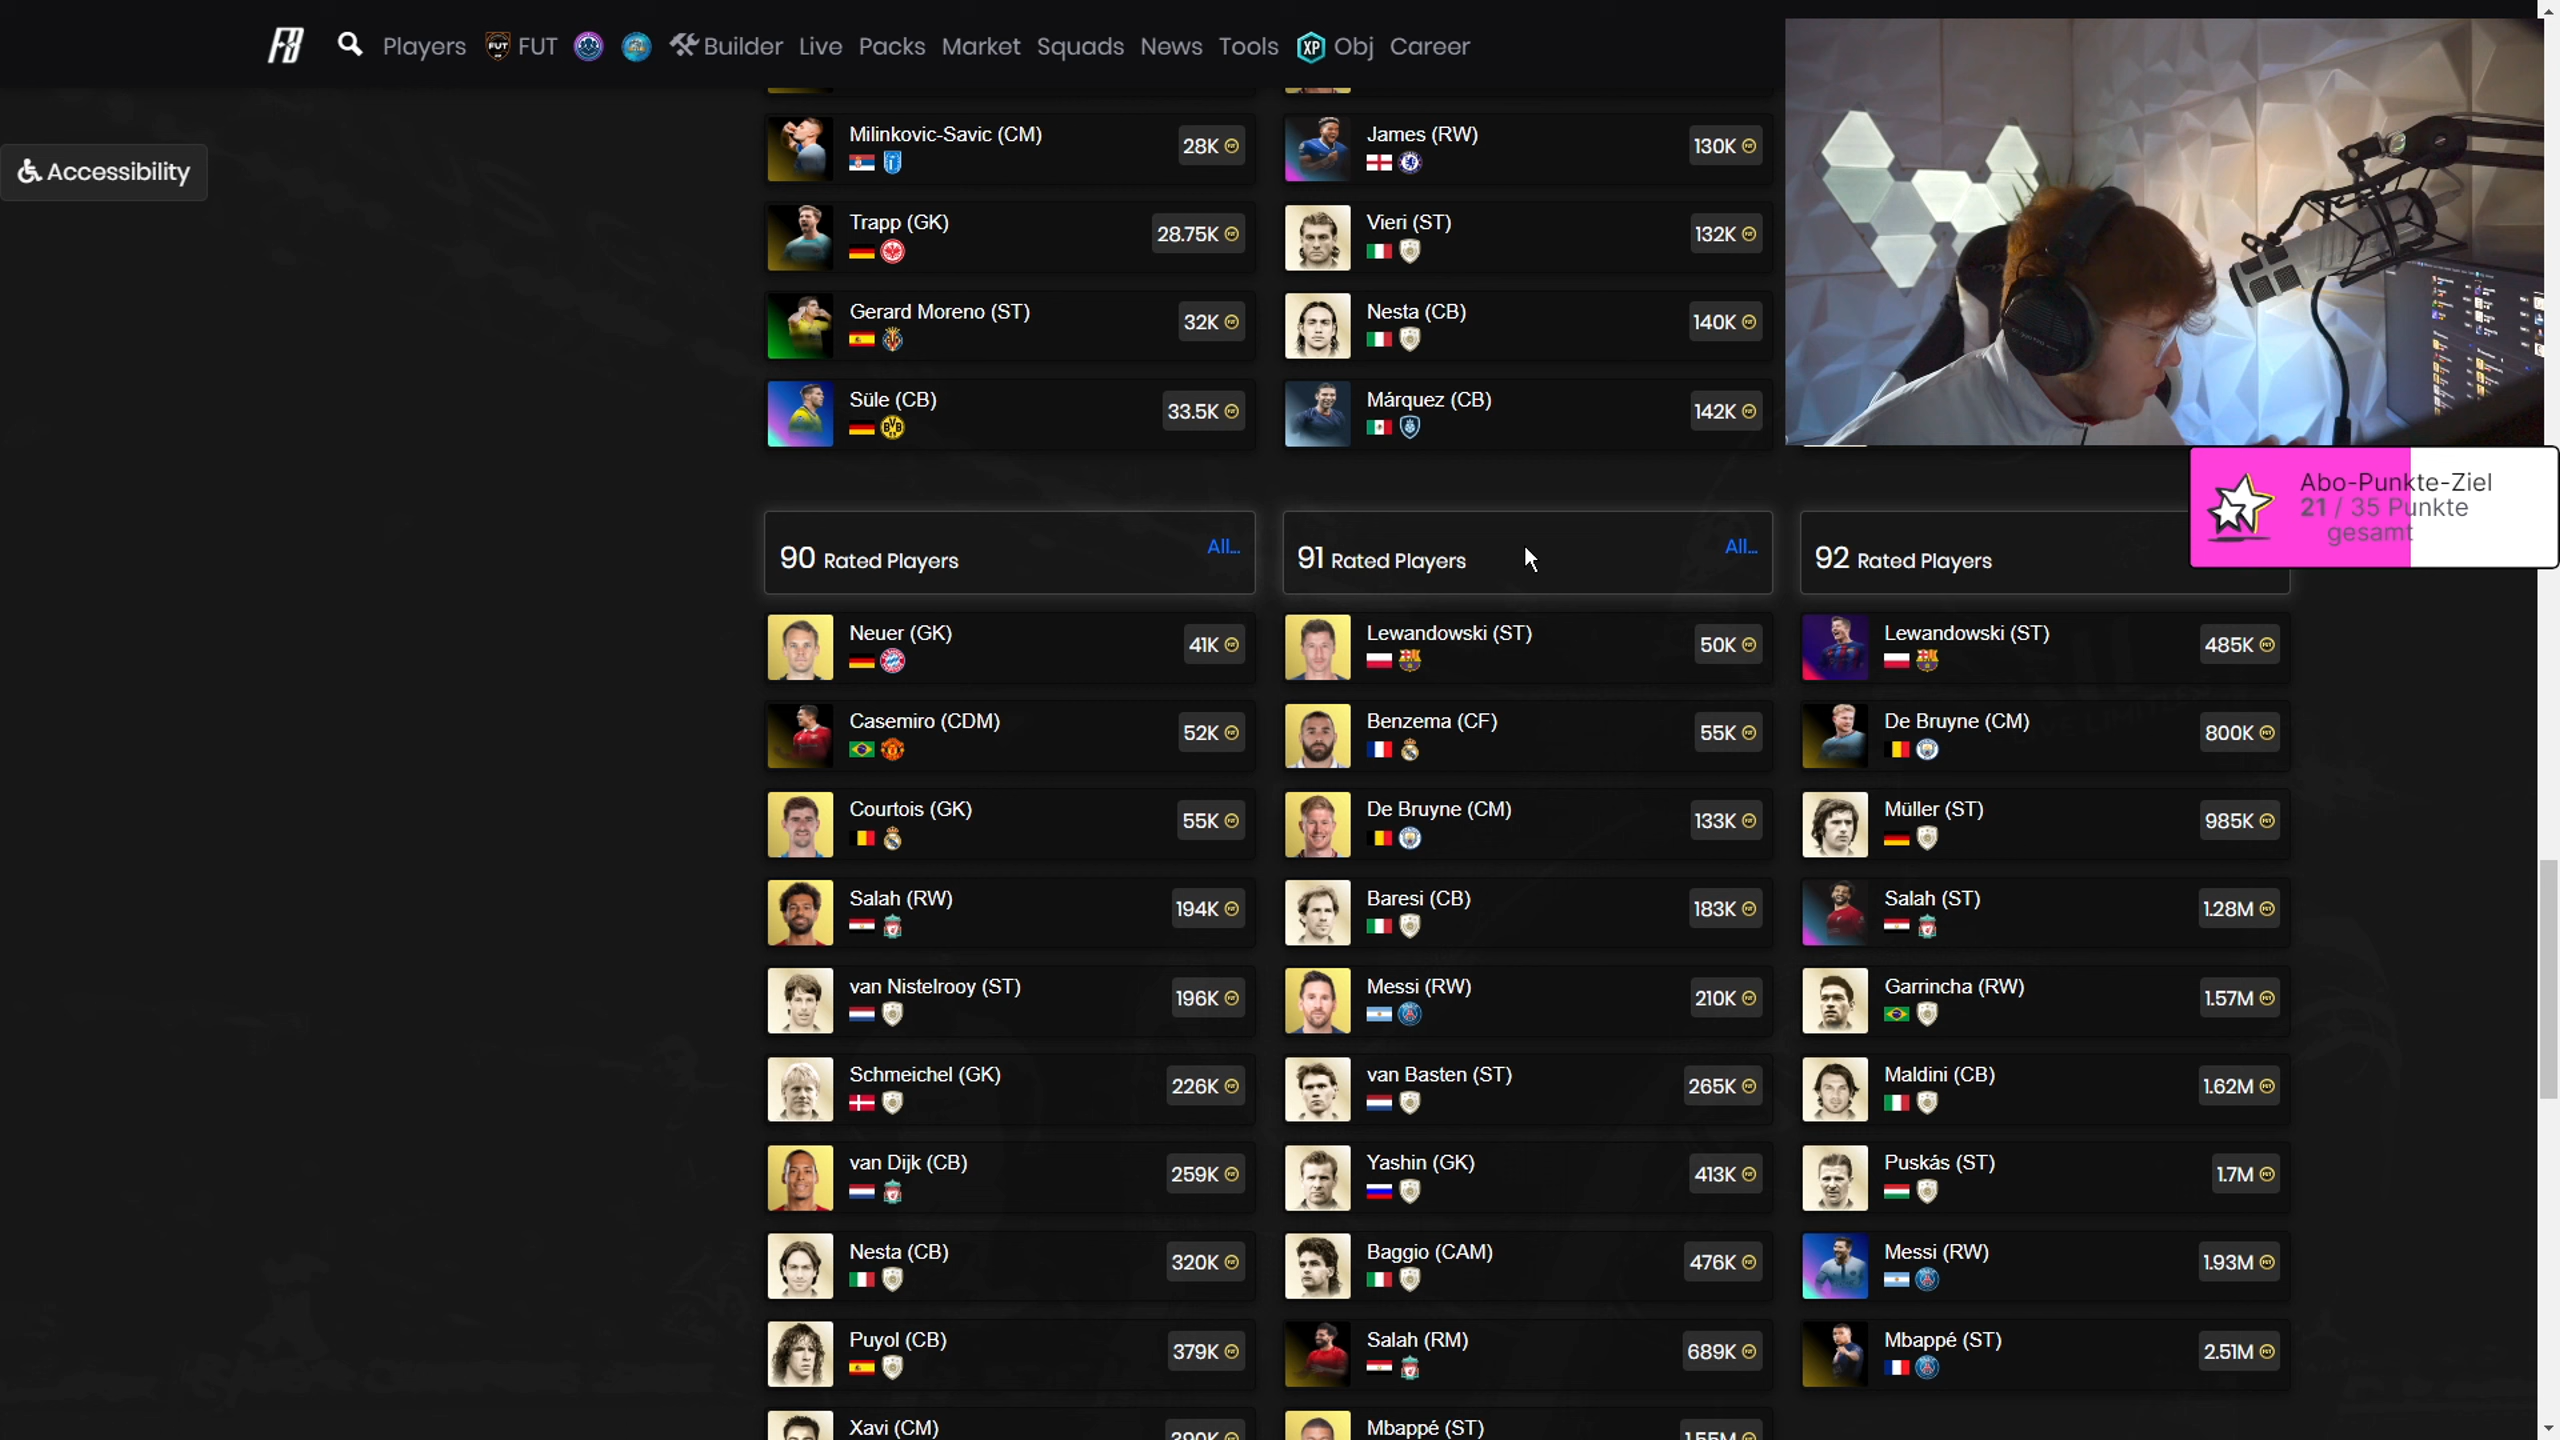 Players FUT Builder Live Packs Market Squads News Tools XP Obj Career
Accessibility
Milinkovic-Savic (CM)
28K
Trapp (GK)
28.75K
Gerard Moreno (ST)
32K
Süle (CB)
33.5K
James (RW)
130K
Vieri (ST)
132K
Nesta (CB)
140K
Márquez (CB)
142K
Abo-Punkte-Ziel
21 / 35 Punkte
gesamt
90 Rated Players
All...
Neuer (GK)
41K
Casemiro (CDM)
52K
Courtois (GK)
55K
Salah (RW)
194K
van Nistelrooy (ST)
196K
Schmeichel (GK)
226K
van Dijk (CB)
259K
Nesta (CB)
320K
Puyol (CB)
379K
Xavi (CM)
91 Rated Players
All...
Lewandowski (ST)
50K
Benzema (CF)
55K
De Bruyne (CM)
133K
Baresi (CB)
183K
Messi (RW)
210K
van Basten (ST)
265K
Yashin (GK)
413K
Baggio (CAM)
476K
Salah (RM)
689K
Mbappé (ST)
92 Rated Players
Lewandowski (ST)
485K
De Bruyne (CM)
800K
Müller (ST)
985K
Salah (ST)
1.28M
Garrincha (RW)
1.57M
Maldini (CB)
1.62M
Puskás (ST)
1.7M
Messi (RW)
1.93M
Mbappé (ST)
2.51M